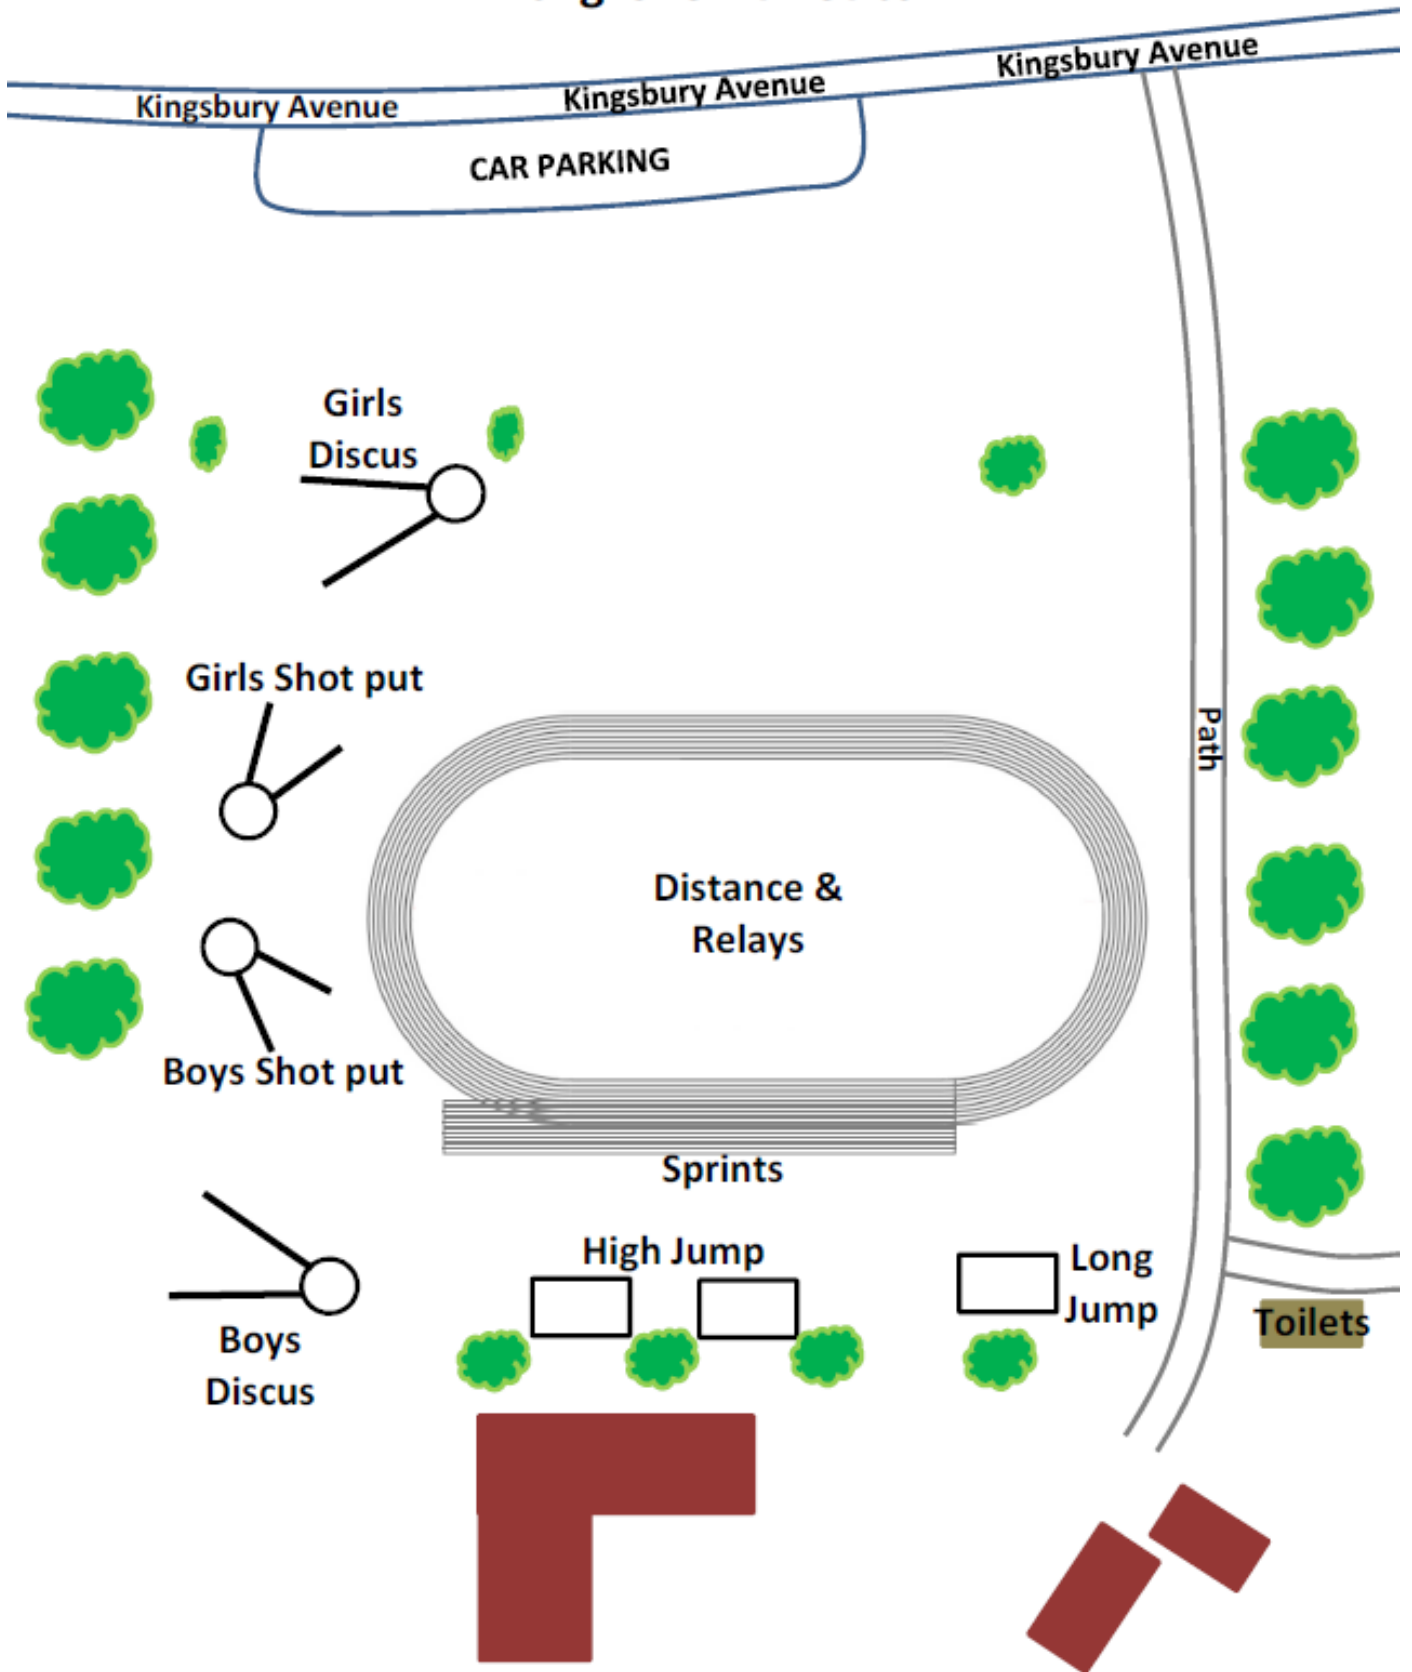 Kingsbury Avenue
Kingsbury Avenue
Kingsbury Avenue
CAR PARKING
Girls
Discus
Girls Shot put
Path
Distance &
Relays
Boys Shot put
Sprints
High Jump
Long
Jump
Toilets
Boys
Discus